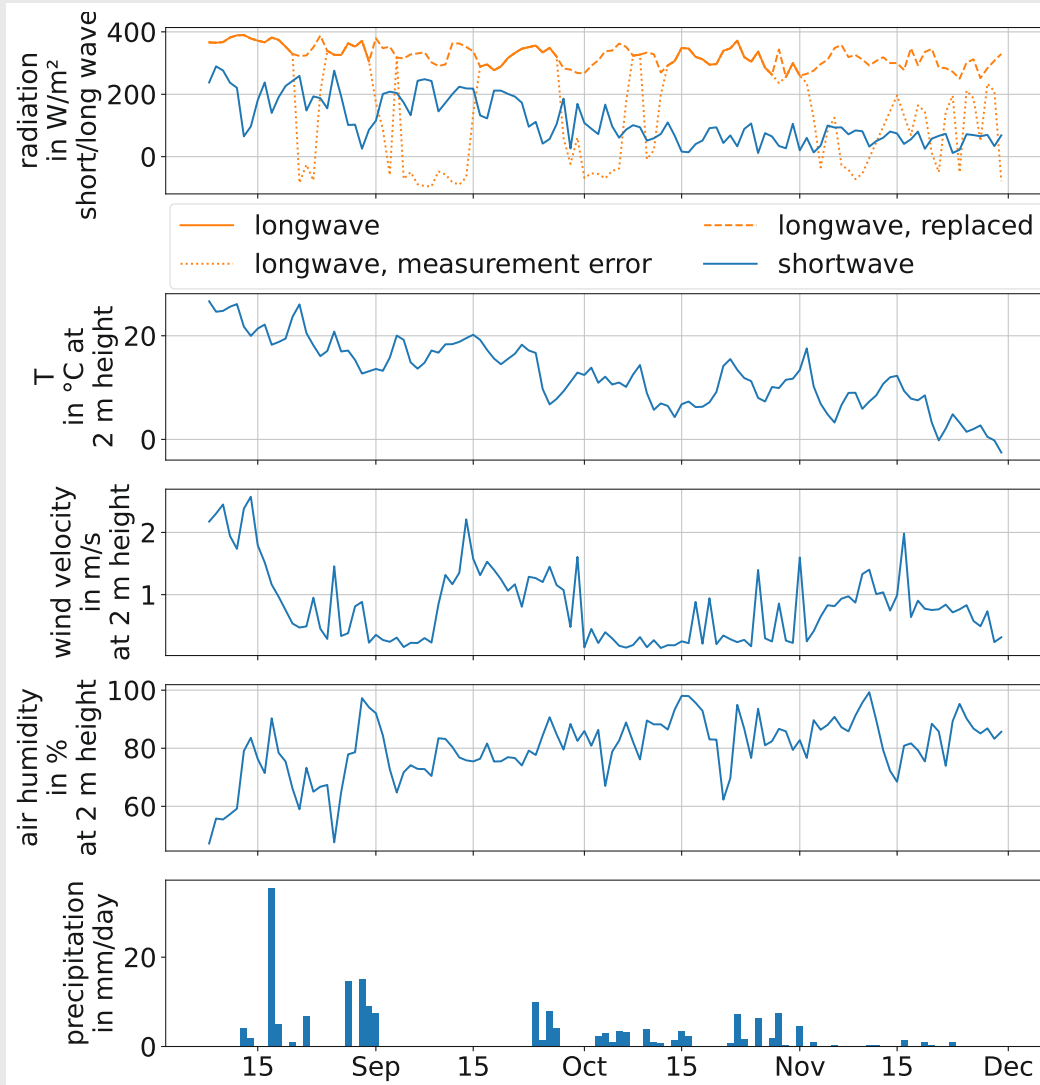 radiation
in W/m²
short/long wave
400
200
0
longwave
longwave, replaced
longwave, measurement error
shortwave
T
in °C at
2 m height
20
0
wind velocity
in m/s
at 2 m height
2
1
air humidity
in %
at 2 m height
100
80
60
precipitation
in mm/day
20
0
15 Sep 15 Oct 15 Nov 15 Dec